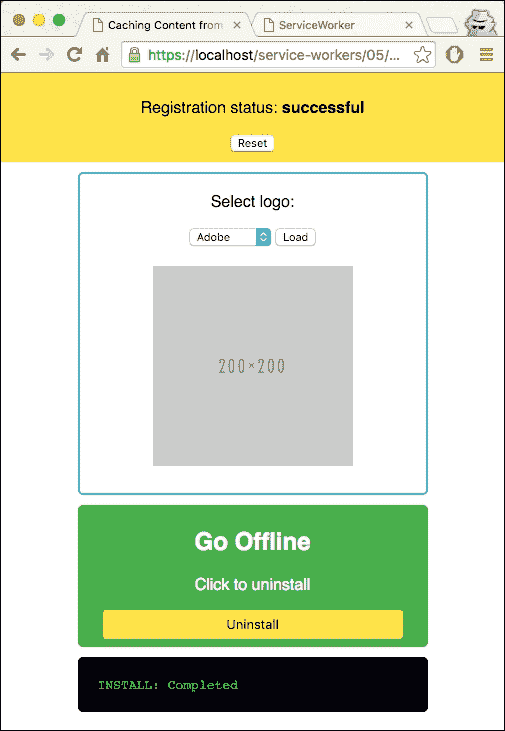 Caching Content from
ServiceWorker
https://localhost/service-workers/05/...
Registration status: successful
Reset
Select logo:
Adobe
Load
200×200
Go Offline
Click to uninstall
Uninstall
INSTALL: Completed